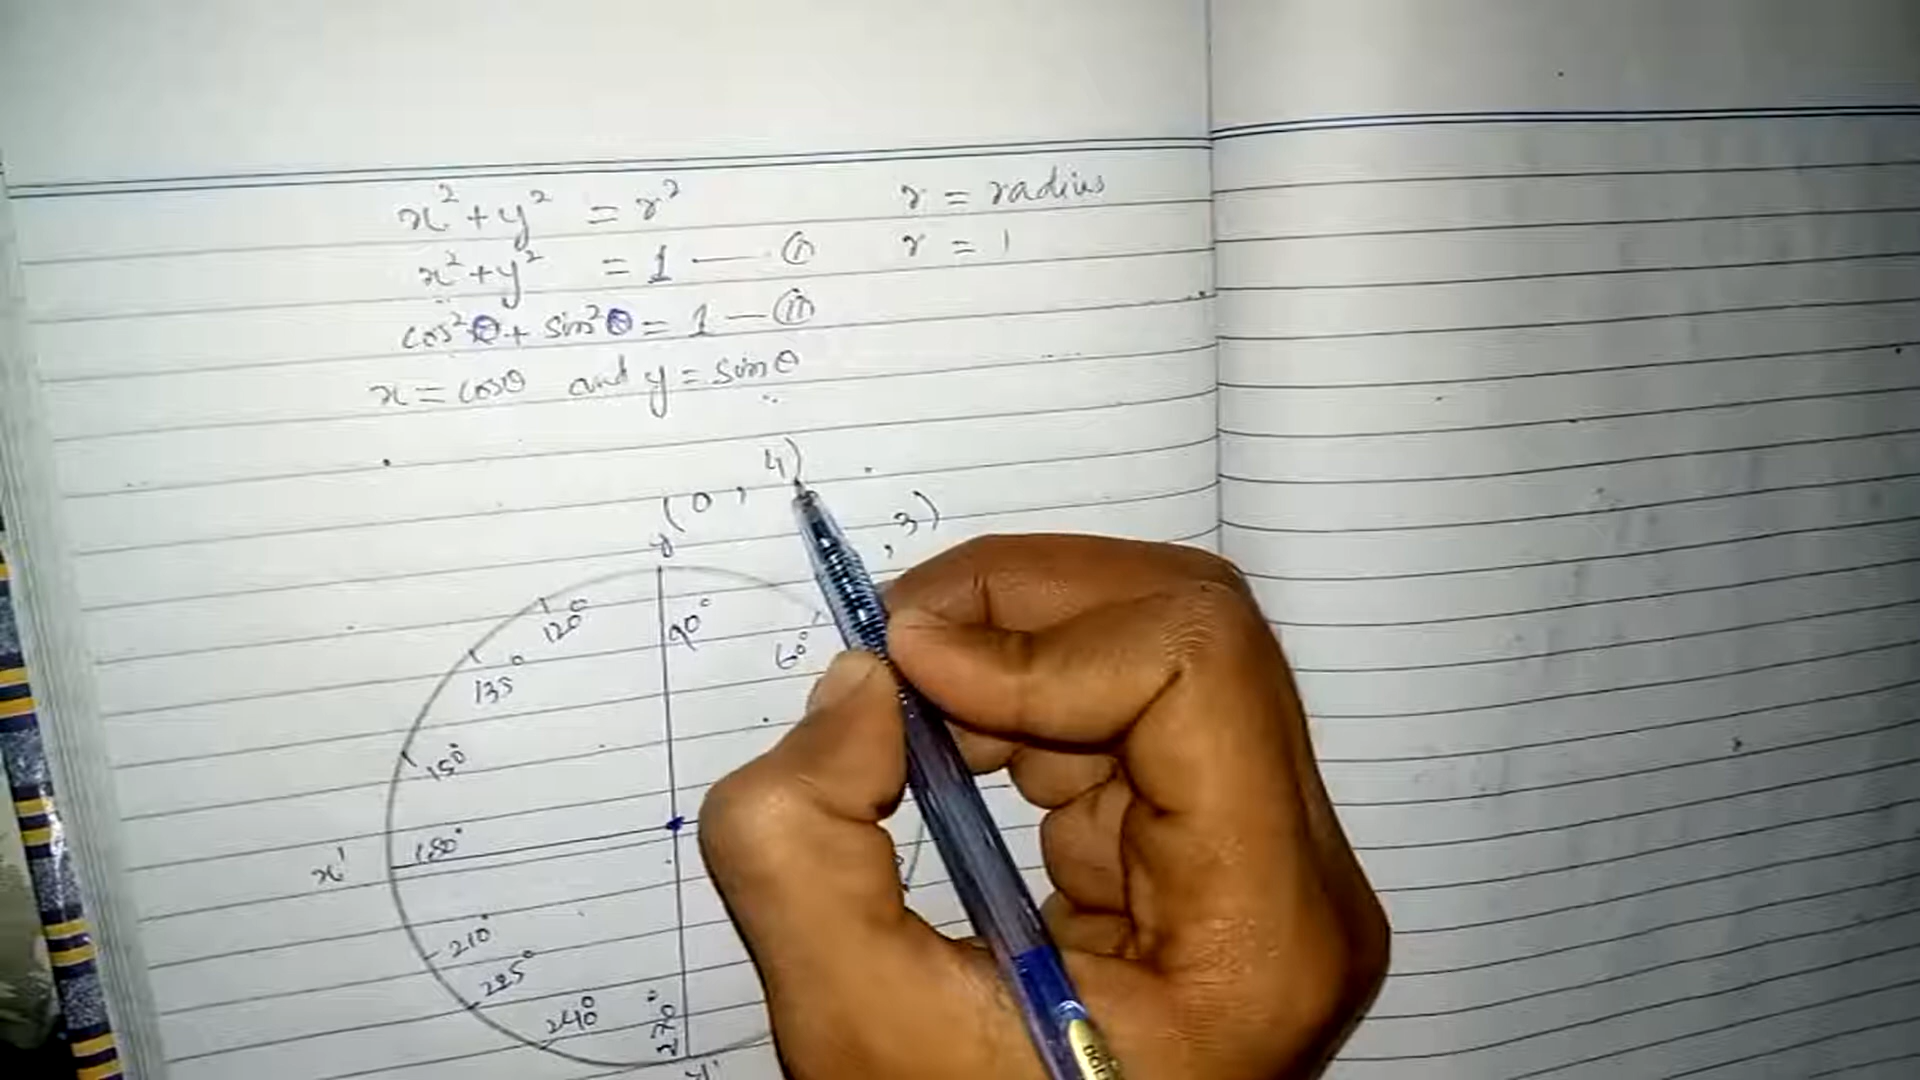 x² + y² = r² r = radius
x² + y² = 1 — (i) r = 1
cos²θ + sin²θ = 1 — (ii)
x = cosθ and y = sinθ
(0, 4)
, 3)
y
120°
90°
60°
135°
150°
180°
x'
210°
225°
240°
270°
y'